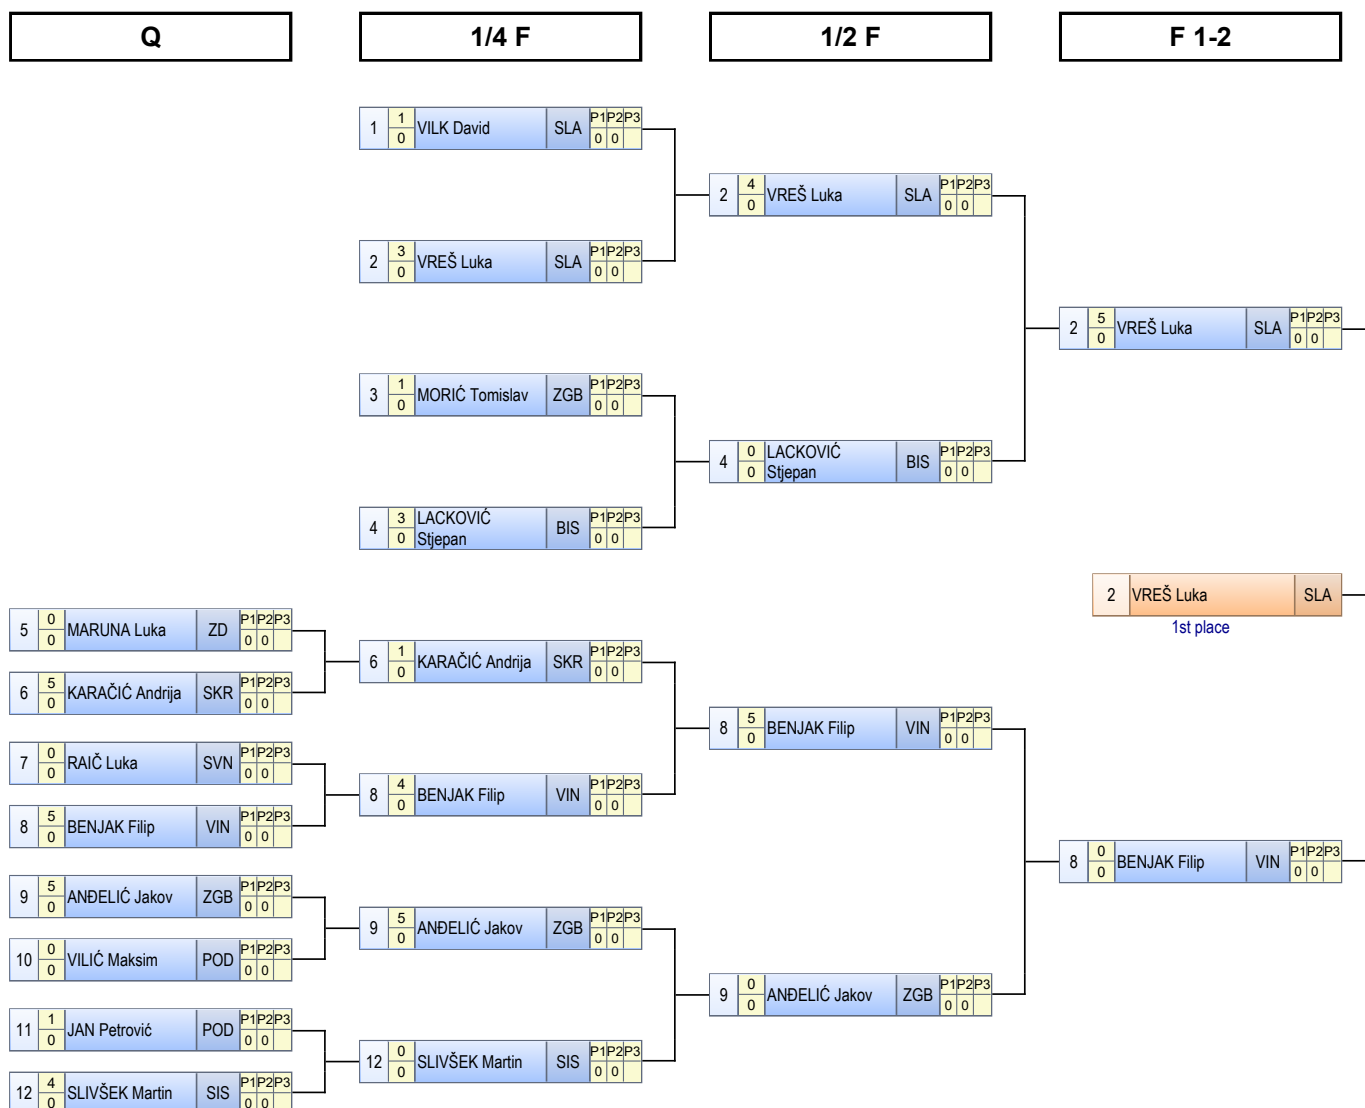 Q
1/4 F
1/2 F
F 1-2
1 1 0 VILK David SLA P1 P2 P3 0 0
2 4 0 VREŠ Luka SLA P1 P2 P3 0 0
2 3 0 VREŠ Luka SLA P1 P2 P3 0 0
2 5 0 VREŠ Luka SLA P1 P2 P3 0 0
3 1 0 MORIĆ Tomislav ZGB P1 P2 P3 0 0
4 0 0 LACKOVIĆ
Stjepan BIS P1 P2 P3 0 0
4 3 0 LACKOVIĆ
Stjepan BIS P1 P2 P3 0 0
2 VREŠ Luka SLA
1st place
5 0 0 MARUNA Luka ZD P1 P2 P3 0 0
6 1 0 KARAČIĆ Andrija SKR P1 P2 P3 0 0
6 5 0 KARAČIĆ Andrija SKR P1 P2 P3 0 0
8 5 0 BENJAK Filip VIN P1 P2 P3 0 0
7 0 0 RAIČ Luka SVN P1 P2 P3 0 0
8 4 0 BENJAK Filip VIN P1 P2 P3 0 0
8 5 0 BENJAK Filip VIN P1 P2 P3 0 0
8 0 0 BENJAK Filip VIN P1 P2 P3 0 0
9 5 0 ANĐELIĆ Jakov ZGB P1 P2 P3 0 0
9 5 0 ANĐELIĆ Jakov ZGB P1 P2 P3 0 0
10 0 0 VILIĆ Maksim POD P1 P2 P3 0 0
9 0 0 ANĐELIĆ Jakov ZGB P1 P2 P3 0 0
11 1 0 JAN Petrović POD P1 P2 P3 0 0
12 0 0 SLIVŠEK Martin SIS P1 P2 P3 0 0
12 4 0 SLIVŠEK Martin SIS P1 P2 P3 0 0